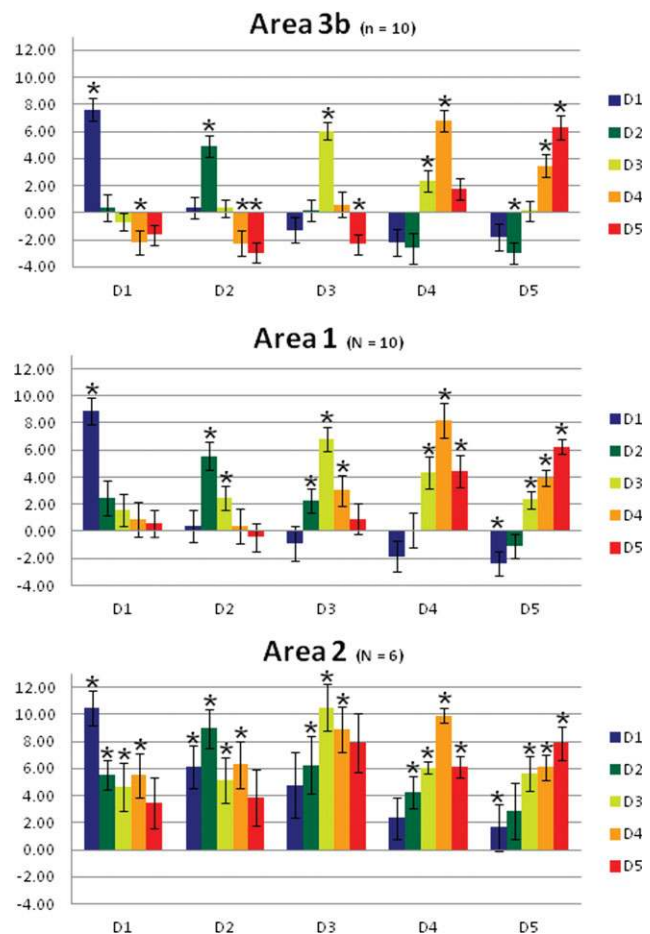 Area 3b (n = 10)
12.00
10.00
8.00
6.00
4.00
2.00
0.00
-2.00
-4.00
* * * * * * * * * * * *
D1 D2 D3 D4 D5
D1
D2
D3
D4
D5
Area 1 (N = 10)
12.00
10.00
8.00
6.00
4.00
2.00
0.00
-2.00
-4.00
* * * * * * * * * * * * *
D1 D2 D3 D4 D5
D1
D2
D3
D4
D5
Area 2 (N = 6)
12.00
10.00
8.00
6.00
4.00
2.00
0.00
-2.00
-4.00
* * * * * * * * * * * * * * * * * * *
D1 D2 D3 D4 D5
D1
D2
D3
D4
D5